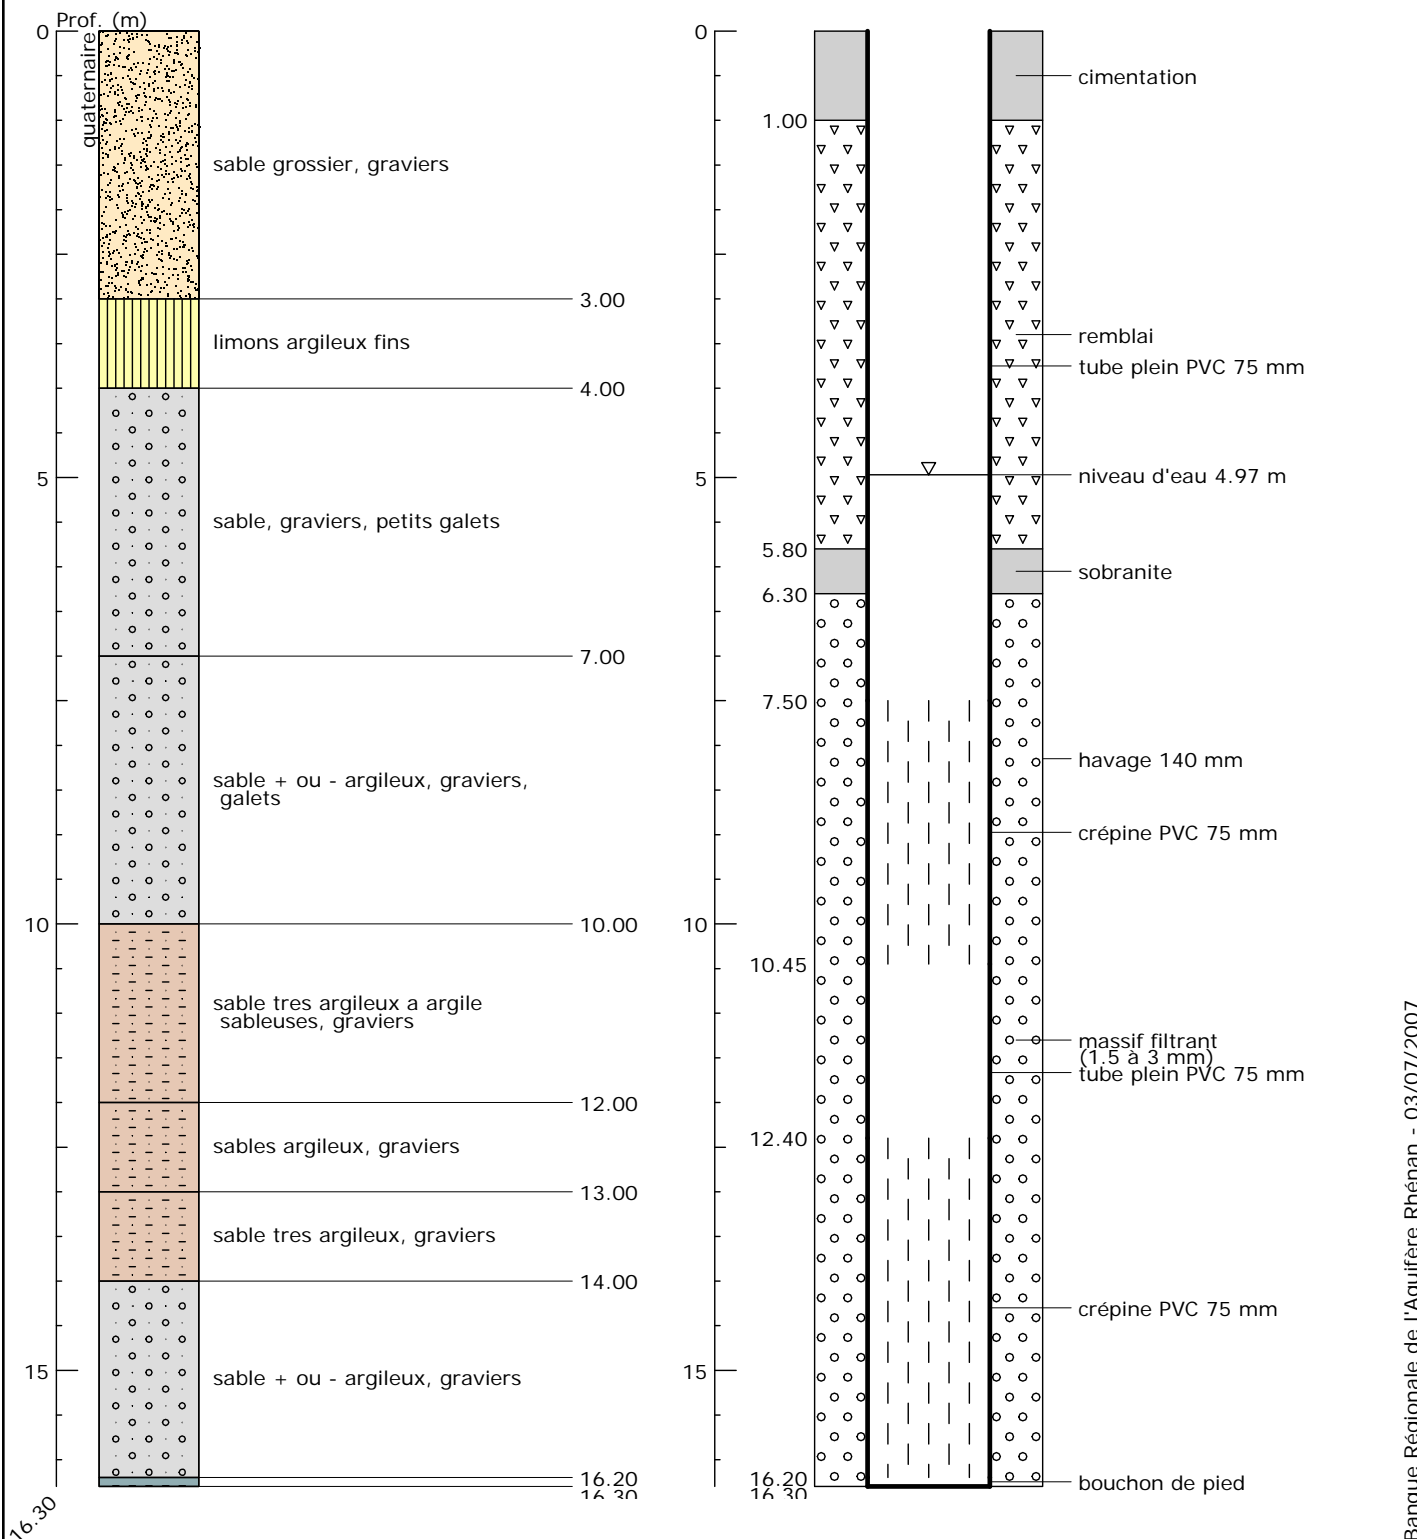 Prof. (m)
0
quaternaire
sable grossier, graviers
3.00
limons argileux fins
4.00
5
sable, graviers, petits galets
7.00
sable + ou - argileux, graviers,
galets
10
10.00
sable tres argileux a argile
sableuses, graviers
12.00
sables argileux, graviers
13.00
sable tres argileux, graviers
14.00
15
sable + ou - argileux, graviers
16.20
16.30
16.30
0
cimentation
1.00
remblai
tube plein PVC 75 mm
5
niveau d'eau 4.97 m
5.80
sobranite
6.30
7.50
havage 140 mm
crépine PVC 75 mm
10
10.45
massif filtrant
(1.5 à 3 mm)
tube plein PVC 75 mm
12.40
crépine PVC 75 mm
15
16.20
bouchon de pied
16.30
Banque Régionale de l'Aquifère Rhénan - 03/07/2007